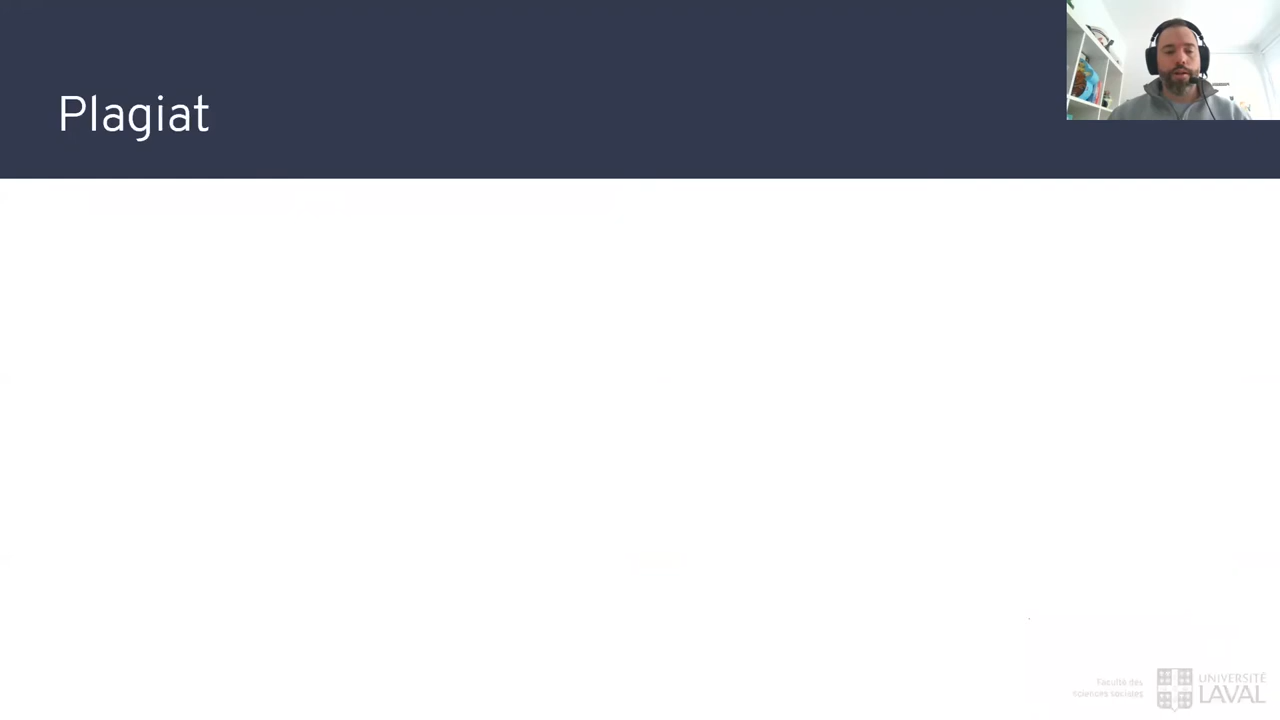 Plagiat
Faculté des
sciences sociales
UNIVERSITÉ
LAVAL